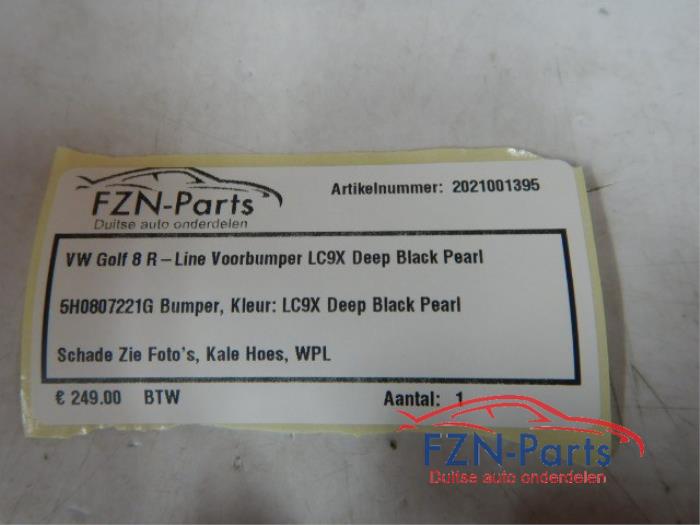 FZN-Parts
Duitse auto onderdelen
Artikelnummer: 2021001395
VW Golf 8 R-Line Voorbumper LC9X Deep Black Pearl
5H0807221G Bumper, Kleur: LC9X Deep Black Pearl
Schade Zie Foto's, Kale Hoes, WPL
€ 249.00 BTW
Aantal: 1
FZN-Parts
Duitse auto onderdelen